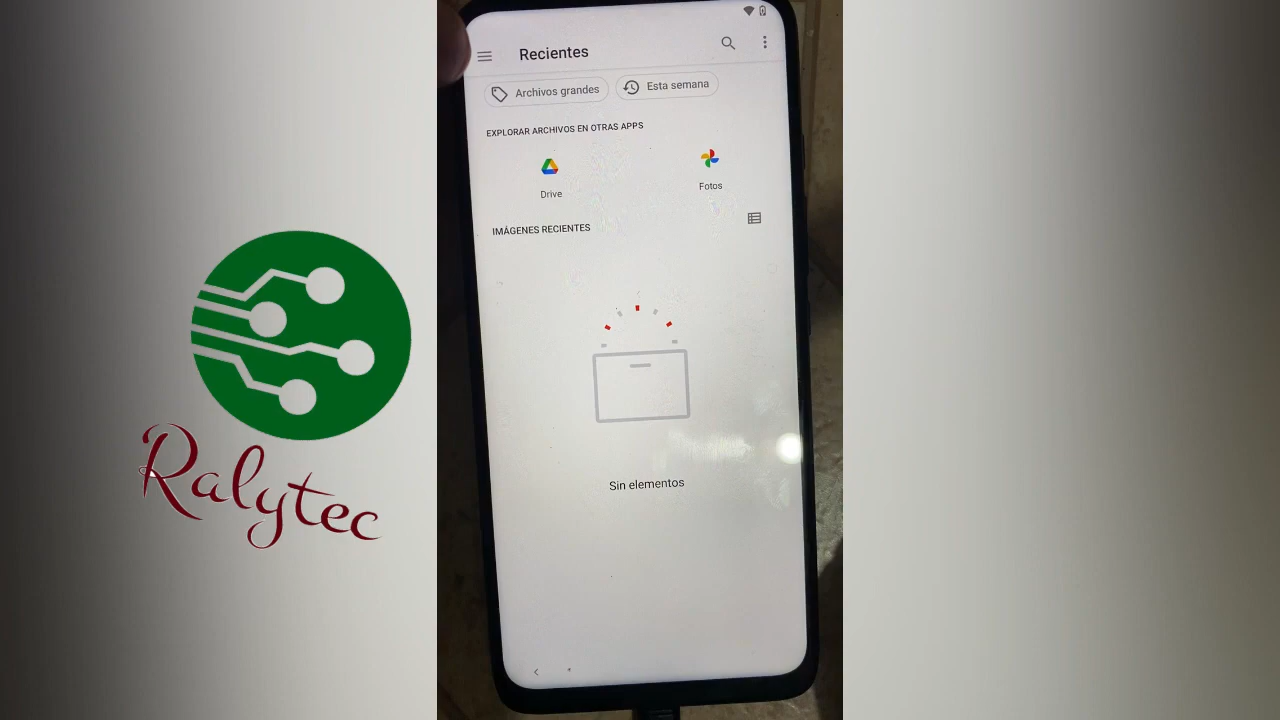 Recientes
Archivos grandes
Esta semana
EXPLORAR ARCHIVOS EN OTRAS APPS
Drive
Fotos
IMÁGENES RECIENTES
Sin elementos
Ralytec